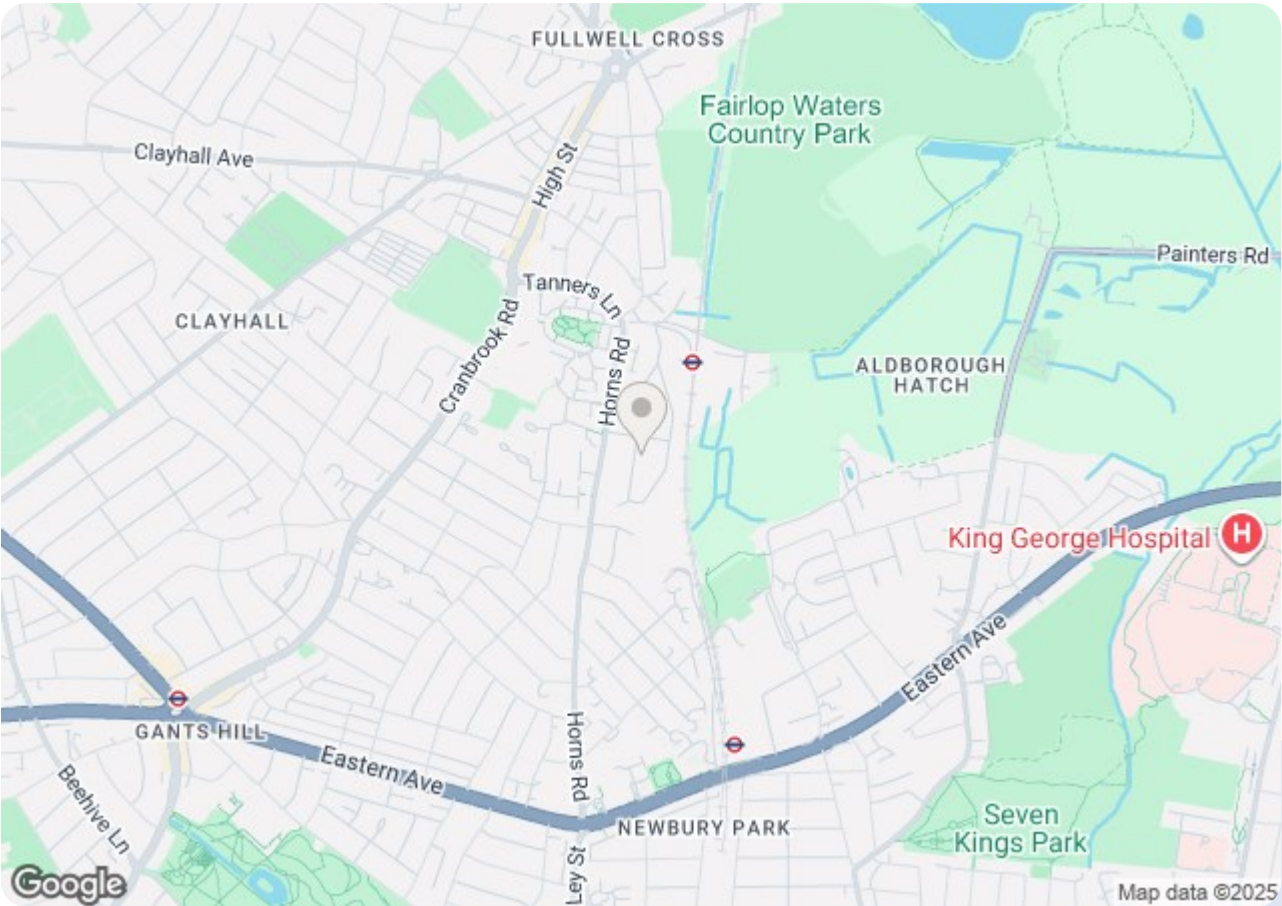 FULLWELL CROSS
Fairlop Waters
Country Park
Clayhall Ave
High St
Painters Rd
Tanners Ln
CLAYHALL
Cranbrook Rd
Horns Rd
ALDBOROUGH
HATCH
King George Hospital
H
Eastern Ave
GANTS HILL
Eastern Ave
Horns Rd
Beehive Ln
NEWBURY PARK
Seven
Kings Park
Ley St
Google
Map data ©2025